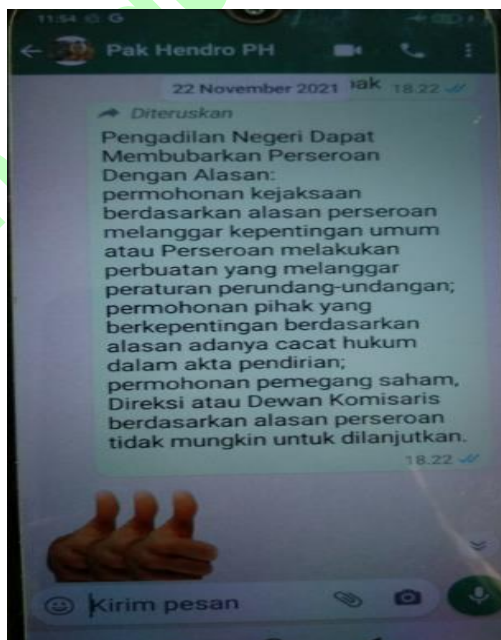 11:54 G
Pak Hendro PH
22 November 2021
18.22
Diteruskan
Pengadilan Negeri Dapat
Membubarkan Perseroan
Dengan Alasan:
permohonan kejaksaan
berdasarkan alasan perseroan
melanggar kepentingan umum
atau Perseroan melakukan
perbuatan yang melanggar
peraturan perundang-undangan;
permohonan pihak yang
berkepentingan berdasarkan
alasan adanya cacat hukum
dalam akta pendirian;
permohonan pemegang saham,
Direksi atau Dewan Komisaris
berdasarkan alasan perseroan
tidak mungkin untuk dilanjutkan.
18.22
Kirim pesan